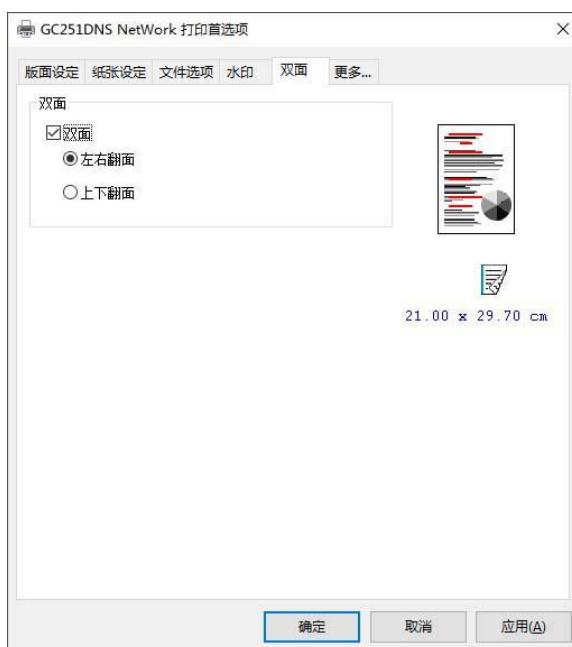 GC251DNS NetWork 打印首选项
版面设定 纸张设定 文件选项 水印 双面 更多...
双面
双面
左右翻面
上下翻面
21.00 x 29.70 cm
确定 取消 应用(A)